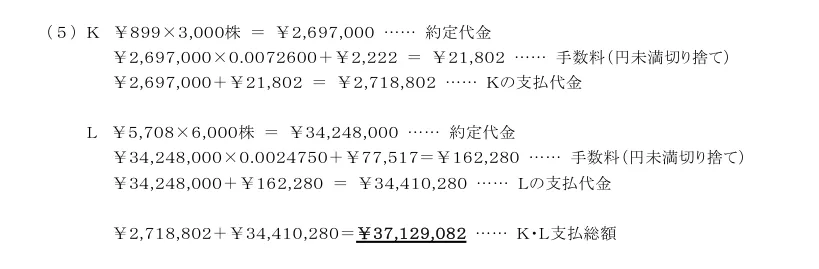 (5) K ￥899×3,000株 = ￥2,697,000 …… 約定代金
￥2,697,000×0.0072600+￥2,222 = ￥21,802 …… 手数料(円未満切り捨て)
￥2,697,000+￥21,802 = ￥2,718,802 …… Kの支払代金
L ￥5,708×6,000株 = ￥34,248,000 …… 約定代金
￥34,248,000×0.0024750+￥77,517=￥162,280 …… 手数料(円未満切り捨て)
￥34,248,000+￥162,280 = ￥34,410,280 …… Lの支払代金
￥2,718,802+￥34,410,280=￥37,129,082 …… K・L支払総額